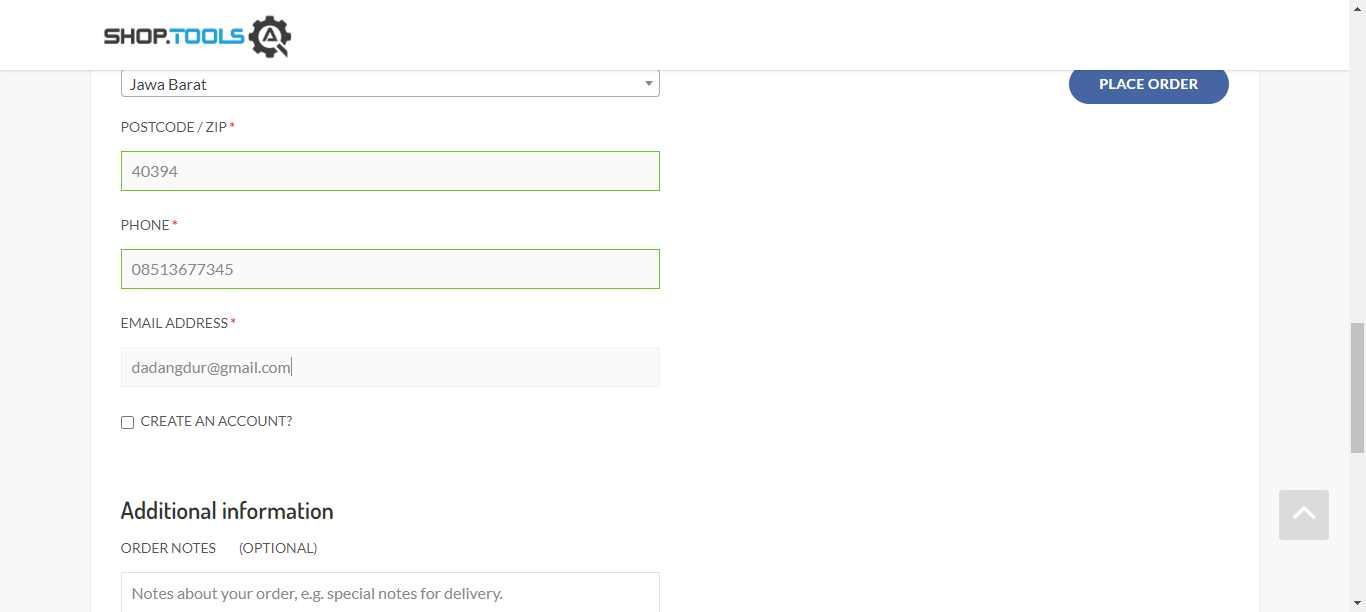 SHOP.TOOLS
Jawa Barat
PLACE ORDER
POSTCODE / ZIP *
40394
PHONE *
08513677345
EMAIL ADDRESS *
dadangdur@gmail.com
CREATE AN ACCOUNT?
Additional information
ORDER NOTES (OPTIONAL)
Notes about your order, e.g. special notes for delivery.